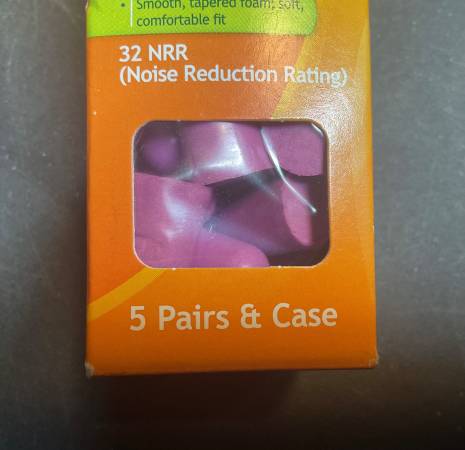 • Smooth, tapered foam; soft,
comfortable fit
32 NRR
(Noise Reduction Rating)
5 Pairs & Case